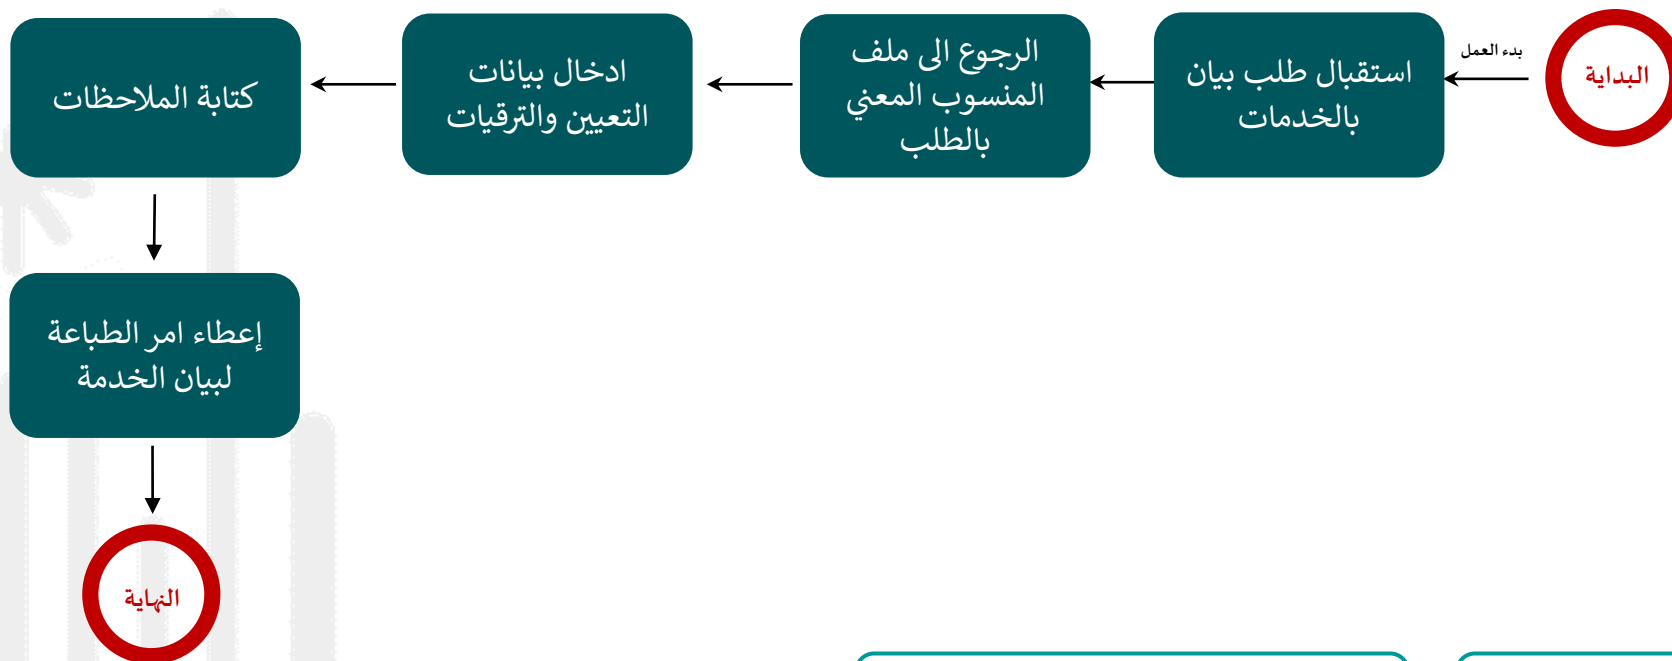 البداية
بدء العمل
استقبال طلب بيان
بالخدمات
الرجوع الى ملف
المنسوب المعني
بالطلب
ادخال بيانات
التعيين والترقيات
كتابة الملاحظات
إعطاء امر الطباعة
لبيان الخدمة
النهاية